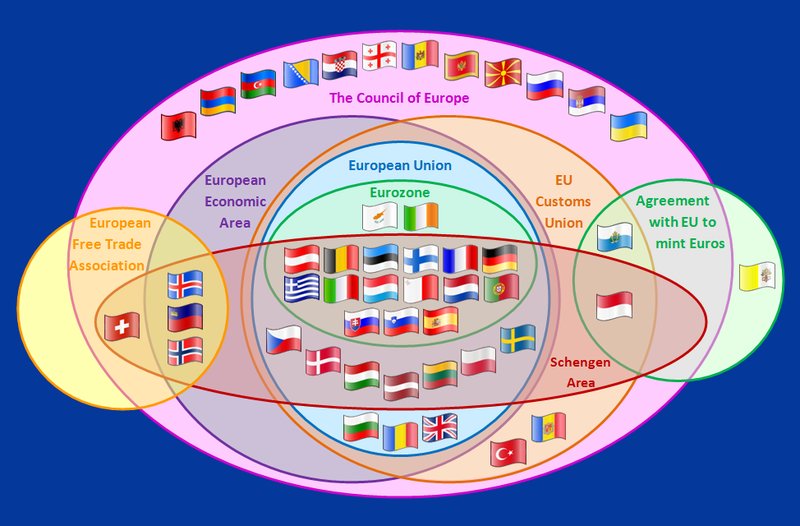 The Council of Europe
European Union
Eurozone
European
Economic
Area
EU
Customs
Union
Agreement
with EU to
mint Euros
European
Free Trade
Association
Schengen
Area